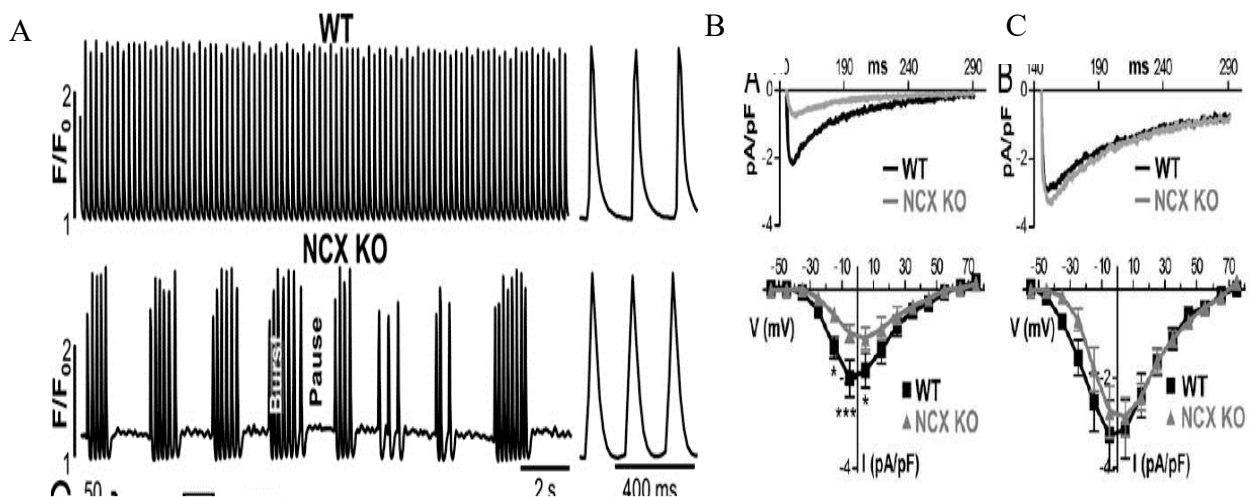 A
WT
2
F/Fo
1
NCX KO
Burst
Pause
2
F/Fo
1
50
2 s
400 ms
B
A
190 ms 240 290
0
-2
-4
pA/pF
WT
NCX KO
-50 -30 -10 10 30 50 70
V (mV)
*
***
*
WT
NCX KO
-4
I (pA/pF)
C
B
140 190 ms 240 290
0
-2
-4
pA/pF
WT
NCX KO
-50 -30 -10 10 30 50 70
V (mV)
-2
WT
NCX KO
-4
I (pA/pF)